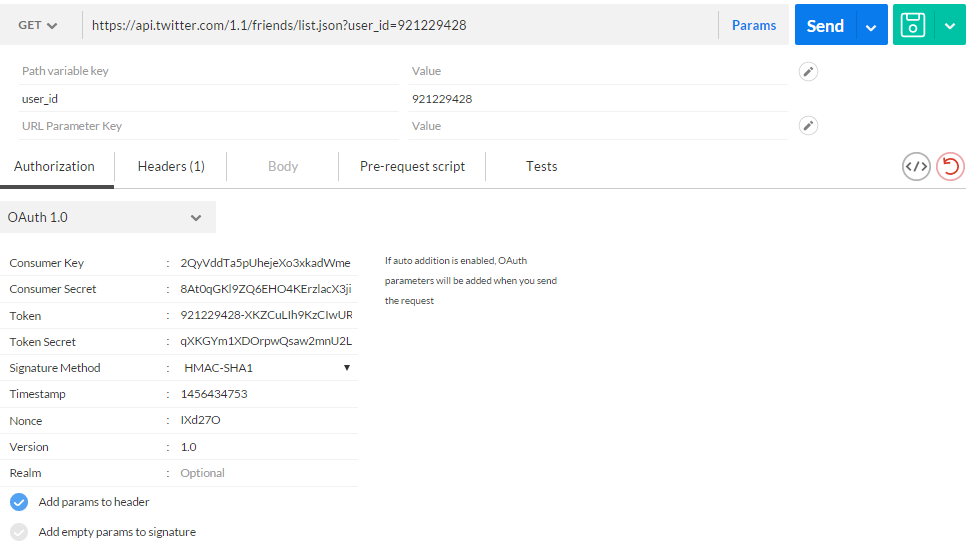 GET https://api.twitter.com/1.1/friends/list.json?user_id=921229428 Params Send
Path variable key Value
user_id 921229428
URL Parameter Key Value
Authorization Headers (1) Body Pre-request script Tests
OAuth 1.0
Consumer Key : 2QyVddTa5pUhejeXo3xkadWme
Consumer Secret : 8At0qGKl9ZQ6EHO4KErzlacX3ji
Token : 921229428-XKZCuLIh9KzCIwUR
Token Secret : qXKGYm1XDOrpwQsaw2mnU2L
Signature Method : HMAC-SHA1
Timestamp : 1456434753
Nonce : IXd27O
Version : 1.0
Realm : Optional
Add params to header
Add empty params to signature
If auto addition is enabled, OAuth
parameters will be added when you send
the request